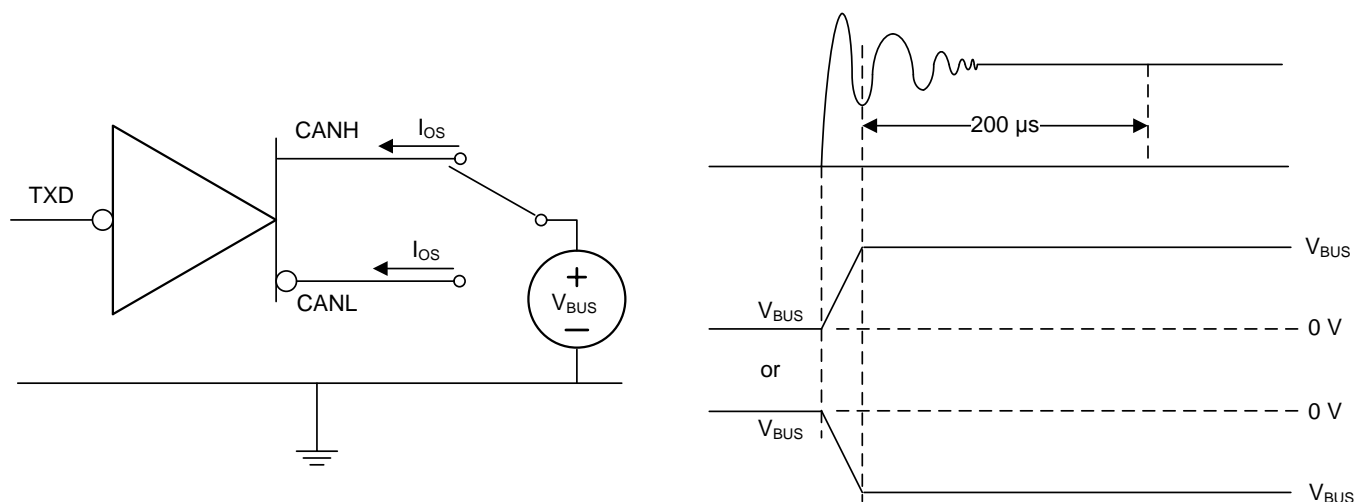 TXD
CANH
I_OS
I_OS
CANL
+
V_BUS
−
200 µs
V_BUS
V_BUS
0 V
or
0 V
V_BUS
V_BUS